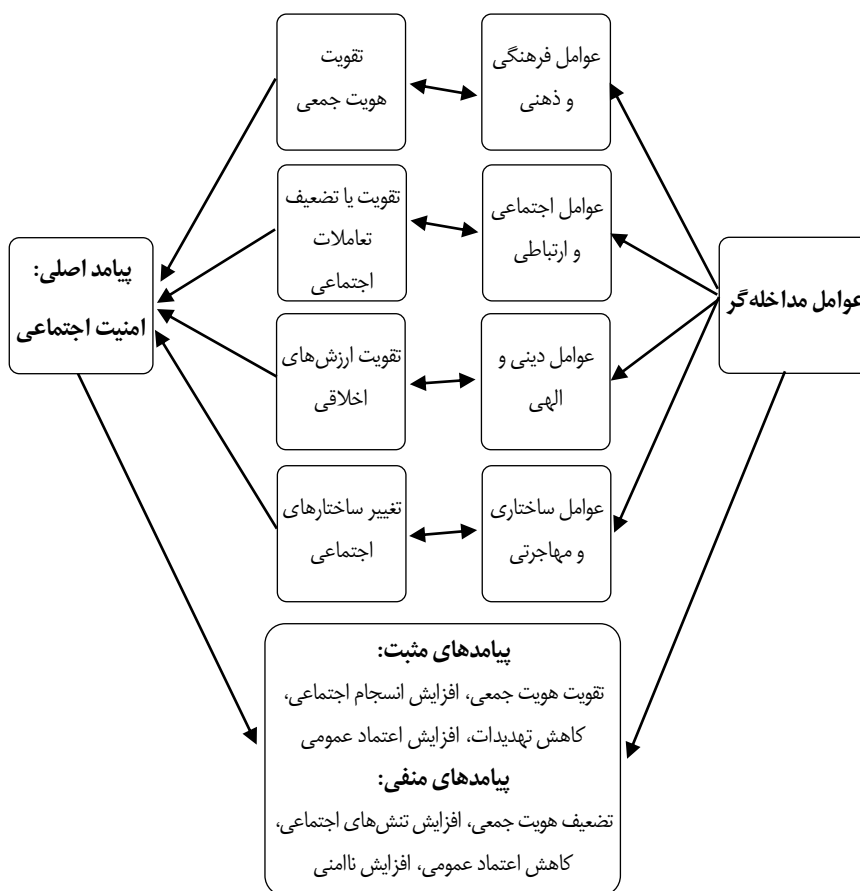 عوامل فرهنگی
و ذهنی
تقویت
هویت جمعی
عوامل اجتماعی
و ارتباطی
تقویت یا تضعیف
تعاملات
اجتماعی
عوامل مداخله‌گر
پیامد اصلی:
امنیت اجتماعی
عوامل دینی و
الهی
تقویت ارزش‌های
اخلاقی
عوامل ساختاری
و مهاجرتی
تغییر ساختارهای
اجتماعی
پیامدهای مثبت:
تقویت هویت جمعی، افزایش انسجام اجتماعی،
کاهش تهدیدات، افزایش اعتماد عمومی
پیامدهای منفی:
تضعیف هویت جمعی، افزایش تنش‌های اجتماعی،
کاهش اعتماد عمومی، افزایش ناامنی